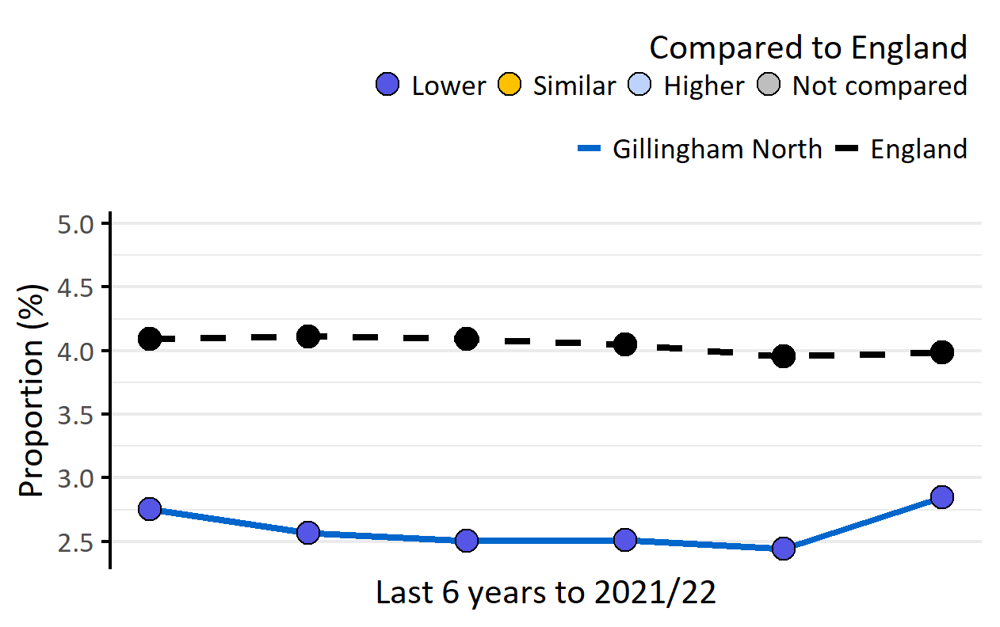 Compared to England
Lower Similar Higher Not compared
Gillingham North England
5.0
4.5
4.0
3.5
3.0
2.5
Proportion (%)
Last 6 years to 2021/22